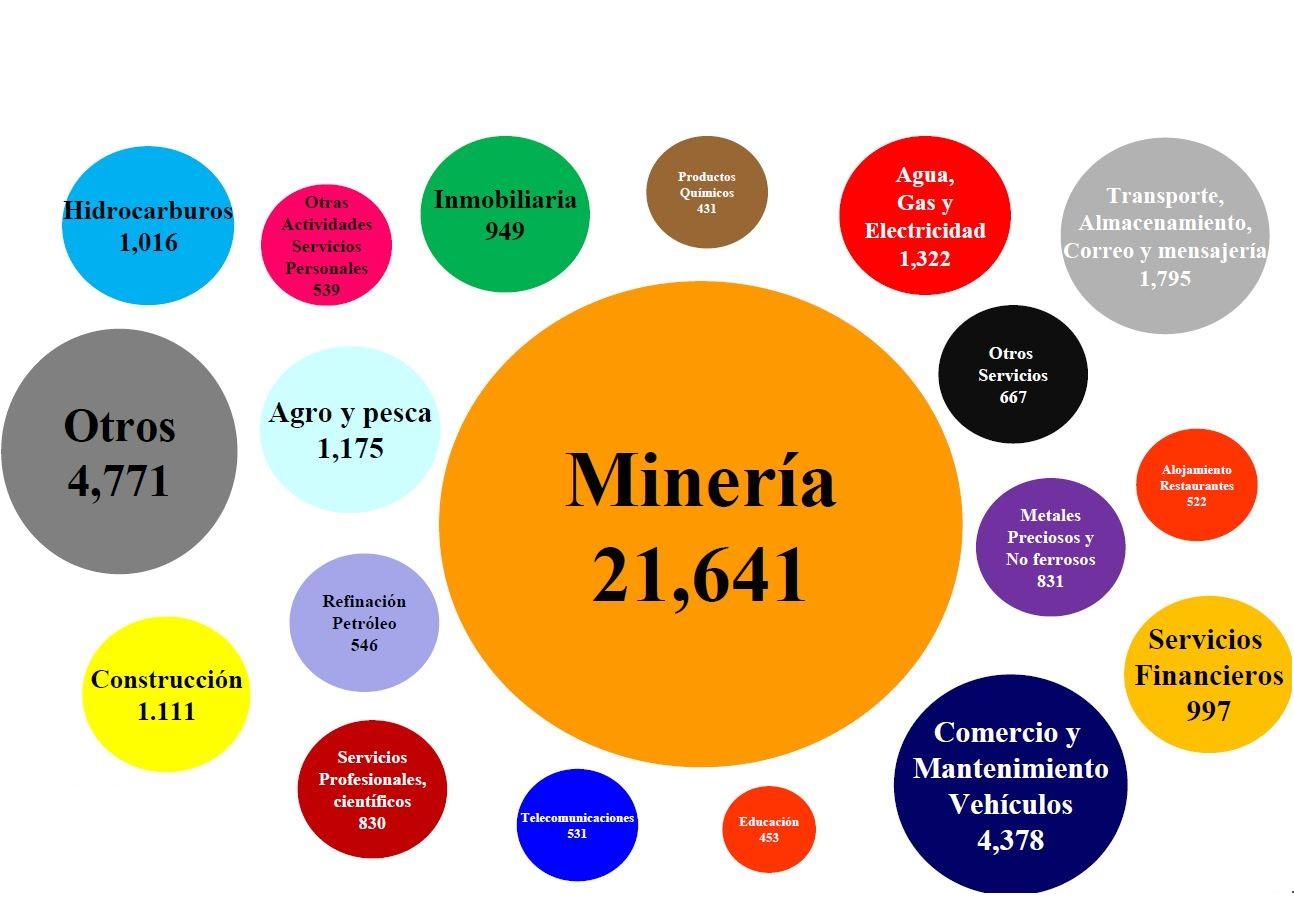 Hidrocarburos
1,016
Otras
Actividades
Servicios
Personales
539
Inmobiliaria
949
Productos
Químicos
431
Agua,
Gas y
Electricidad
1,322
Transporte,
Almacenamiento,
Correo y mensajería
1,795
Otros
4,771
Agro y pesca
1,175
Minería
21,641
Otros
Servicios
667
Alojamiento
Restaurantes
522
Metales
Preciosos y
No ferrosos
831
Refinación
Petróleo
546
Construcción
1.111
Servicios
Financieros
997
Servicios
Profesionales,
científicos
830
Telecomunicaciones
531
Educación
453
Comercio y
Mantenimiento
Vehículos
4,378